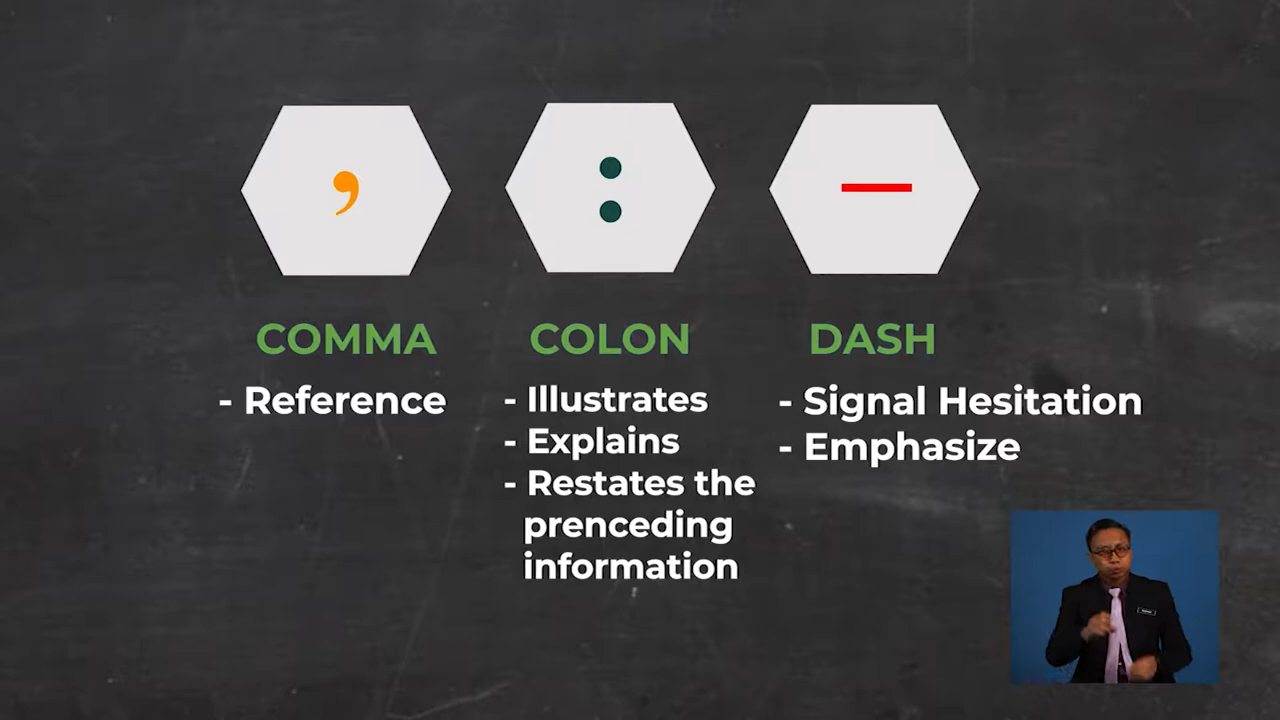 ,
:
—
COMMA
- Reference
COLON
- Illustrates
- Explains
- Restates the
prenceding
information
DASH
- Signal Hesitation
- Emphasize